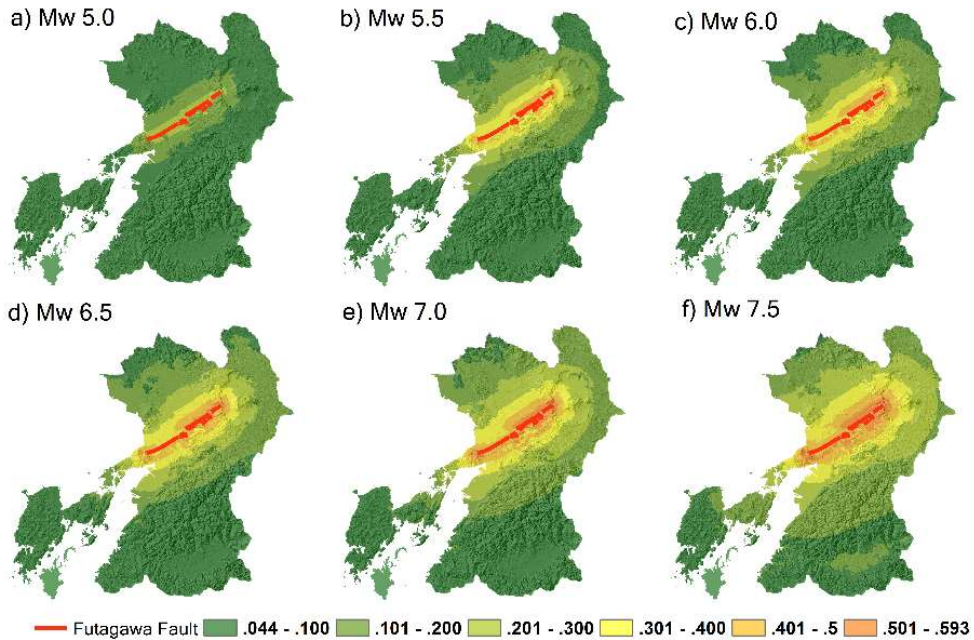 a) Mw 5.0
b) Mw 5.5
c) Mw 6.0
d) Mw 6.5
e) Mw 7.0
f) Mw 7.5
Futagawa Fault .044 - .100 .101 - .200 .201 - .300 .301 - .400 .401 - .5 .501 - .593